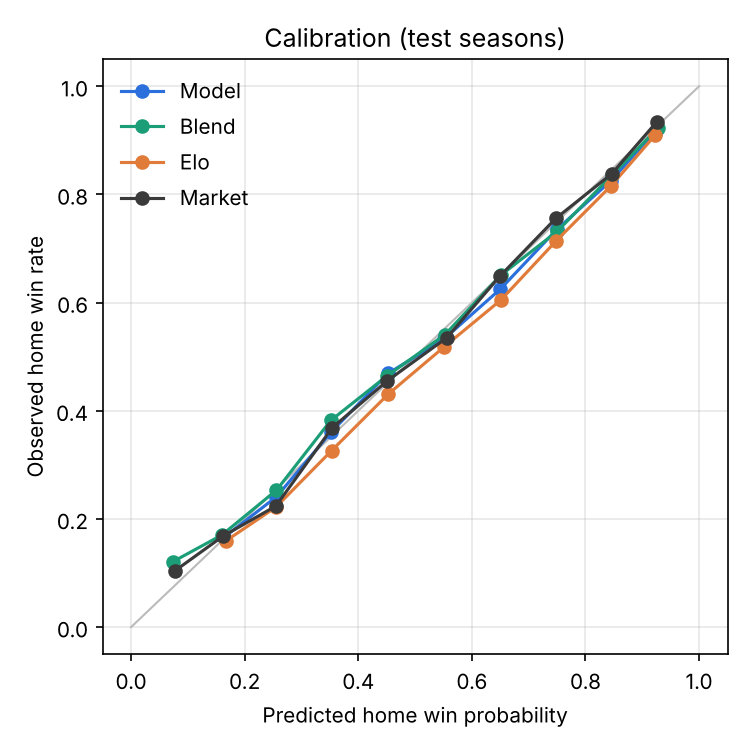 Calibration (test seasons)
1.0
0.8
0.6
0.4
0.2
0.0
Observed home win rate
Model
Blend
Elo
Market
0.0 0.2 0.4 0.6 0.8 1.0
Predicted home win probability